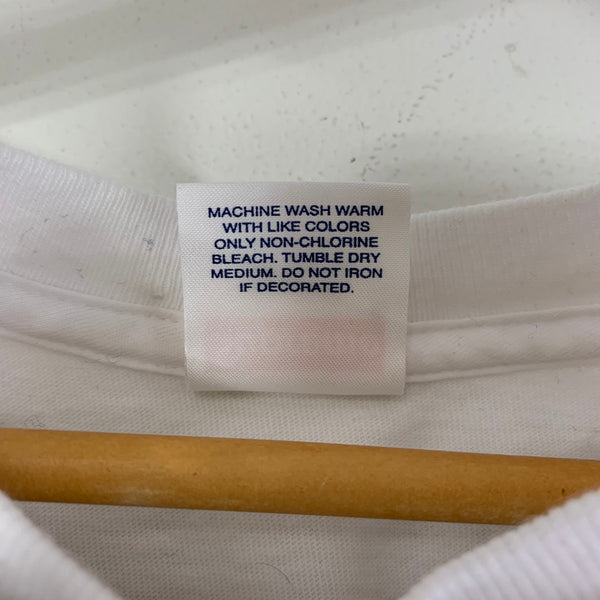 MACHINE WASH WARM
WITH LIKE COLORS
ONLY NON-CHLORINE
BLEACH. TUMBLE DRY
MEDIUM. DO NOT IRON
IF DECORATED.